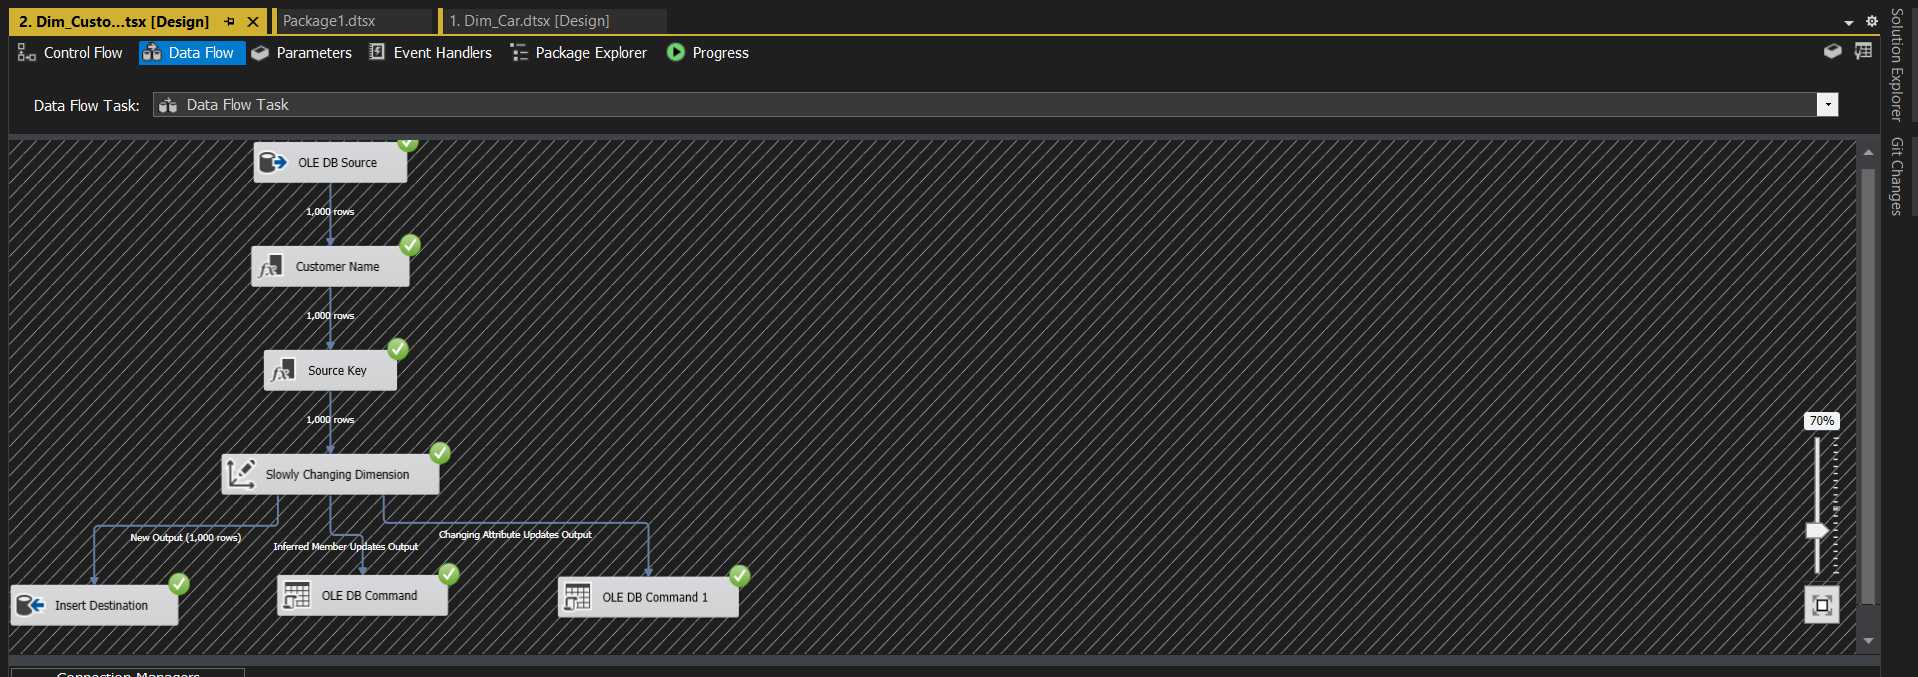 2. Dim_Custo...tsx [Design]
Package1.dtsx
1. Dim_Car.dtsx [Design]
Control Flow
Data Flow
Parameters
Event Handlers
Package Explorer
Progress
Data Flow Task:
Data Flow Task
OLE DB Source
1,000 rows
Customer Name
1,000 rows
Source Key
1,000 rows
Slowly Changing Dimension
New Output (1,000 rows)
Inferred Member Updates Output
Changing Attribute Updates Output
Insert Destination
OLE DB Command
OLE DB Command 1
70%
Solution Explorer
Git Changes
Connection Managers